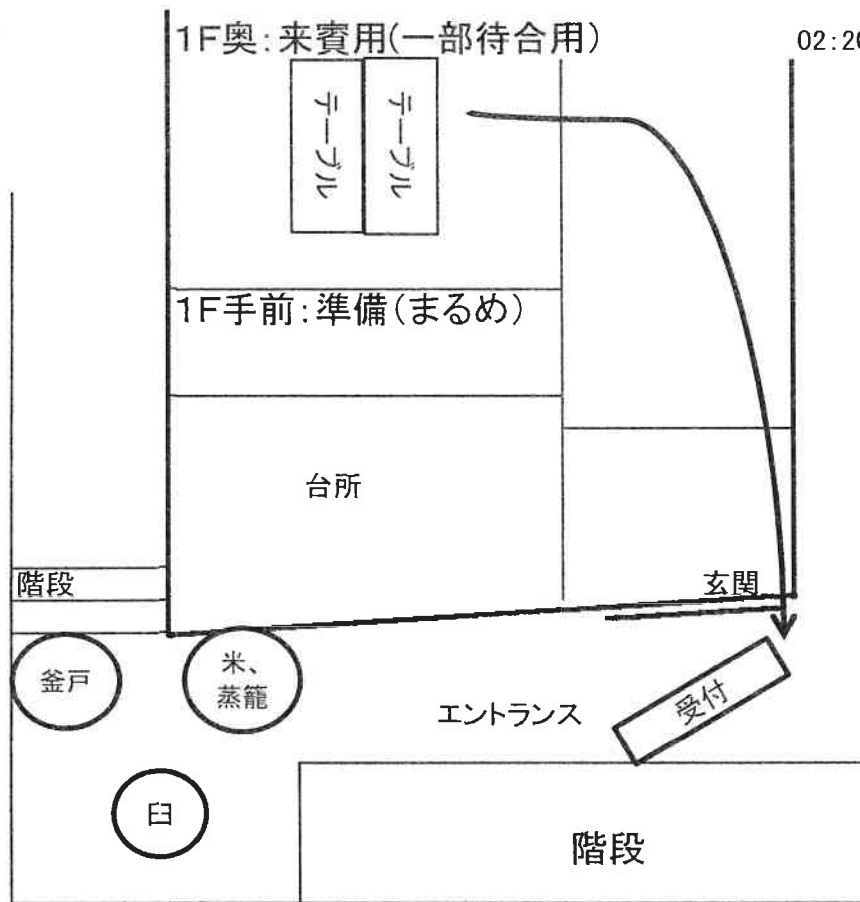 1F奥:来賓用(一部待合用)
02:26
テーブル
テーブル
1F手前:準備(まるめ)
台所
階段
玄関
釜戸
米、
蒸籠
エントランス
受付
臼
階段